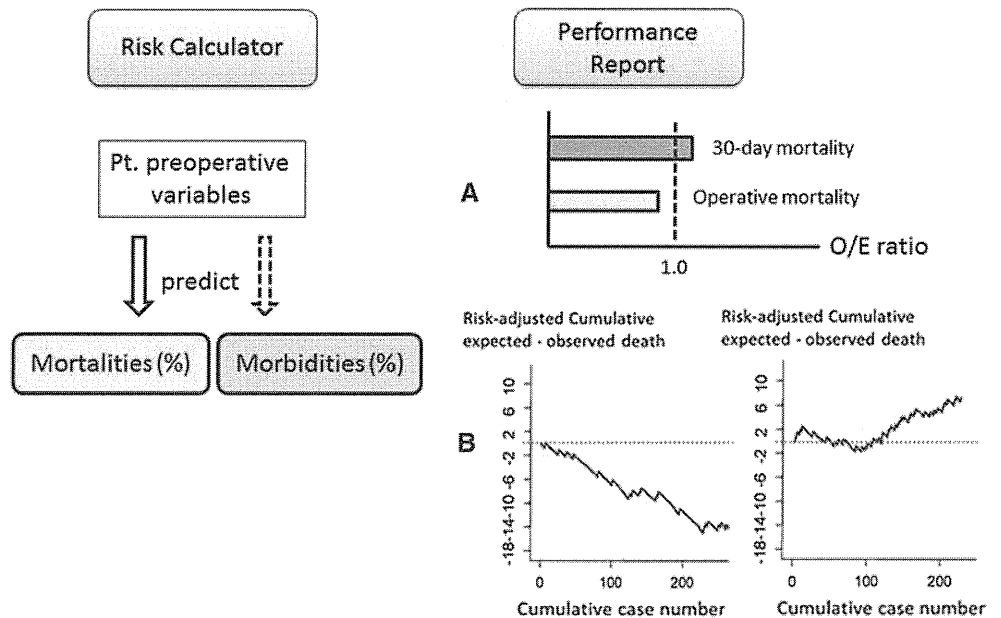 Risk Calculator
Pt. preoperative
variables
predict
Mortalities (%)
Morbidities (%)
Performance
Report
A
30-day mortality
Operative mortality
1.0
O/E ratio
B
Risk-adjusted Cumulative
expected - observed death
10
6
2
-2
-6
-10
-14
-18
0
100
200
Cumulative case number
Risk-adjusted Cumulative
expected - observed death
10
6
2
-2
-6
-10
-14
-18
0
100
200
Cumulative case number